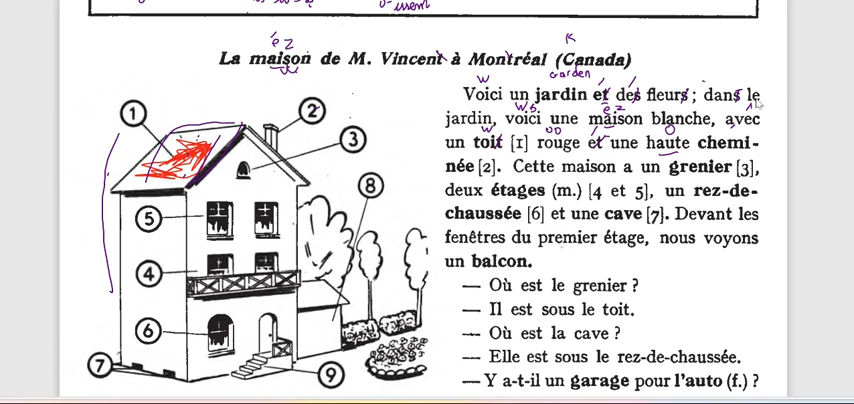 é z
K
La maison de M. Vincent à Montréal (Canada)
w
garden
Voici un jardin et des fleurs ; dans le
w s
é z
jardin, voici une maison blanche, avec
w
oo
o
un toit [1] rouge et une haute chemi-
née [2]. Cette maison a un grenier [3],
deux étages (m.) [4 et 5], un rez-de-
chaussée [6] et une cave [7]. Devant les
fenêtres du premier étage, nous voyons
un balcon.
— Où est le grenier ?
— Il est sous le toit.
— Où est la cave ?
— Elle est sous le rez-de-chaussée.
— Y a-t-il un garage pour l'auto (f.) ?
1
2
3
8
5
4
6
7
9